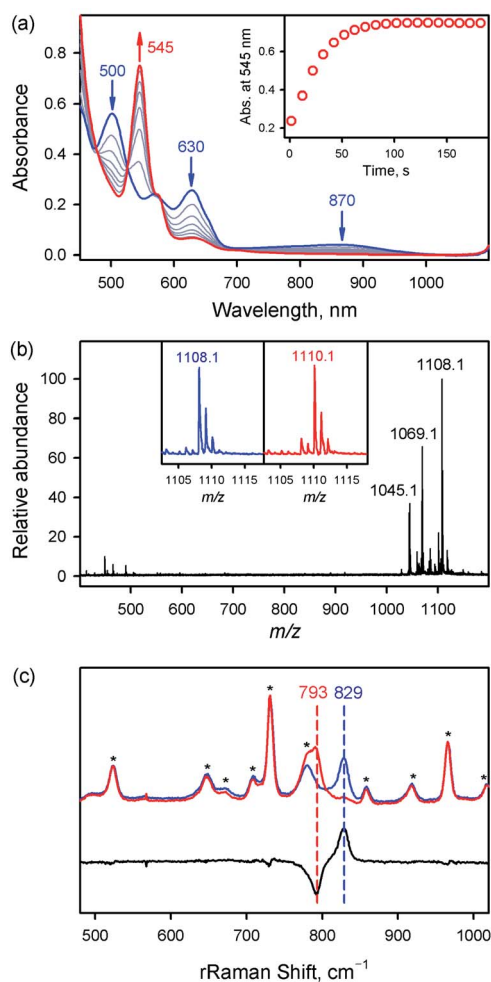 (a)
545
500
630
870
0.8
0.6
0.4
0.2
0.0
Absorbance
500 600 700 800 900 1000
Wavelength, nm
0.6
0.4
0.2
Abs. at 545 nm
0 50 100 150
Time, s
(b)
1108.1
1110.1
1105 1111 1117
m/z
1105 1111 1117
m/z
1108.1
1069.1
1045.1
100
80
60
40
20
0
Relative abundance
400 500 600 700 800 900 1000 1100
m/z
(c)
793 829
* * * * * * * * * *
500 600 700 800 900 1000
rRaman Shift, cm⁻¹